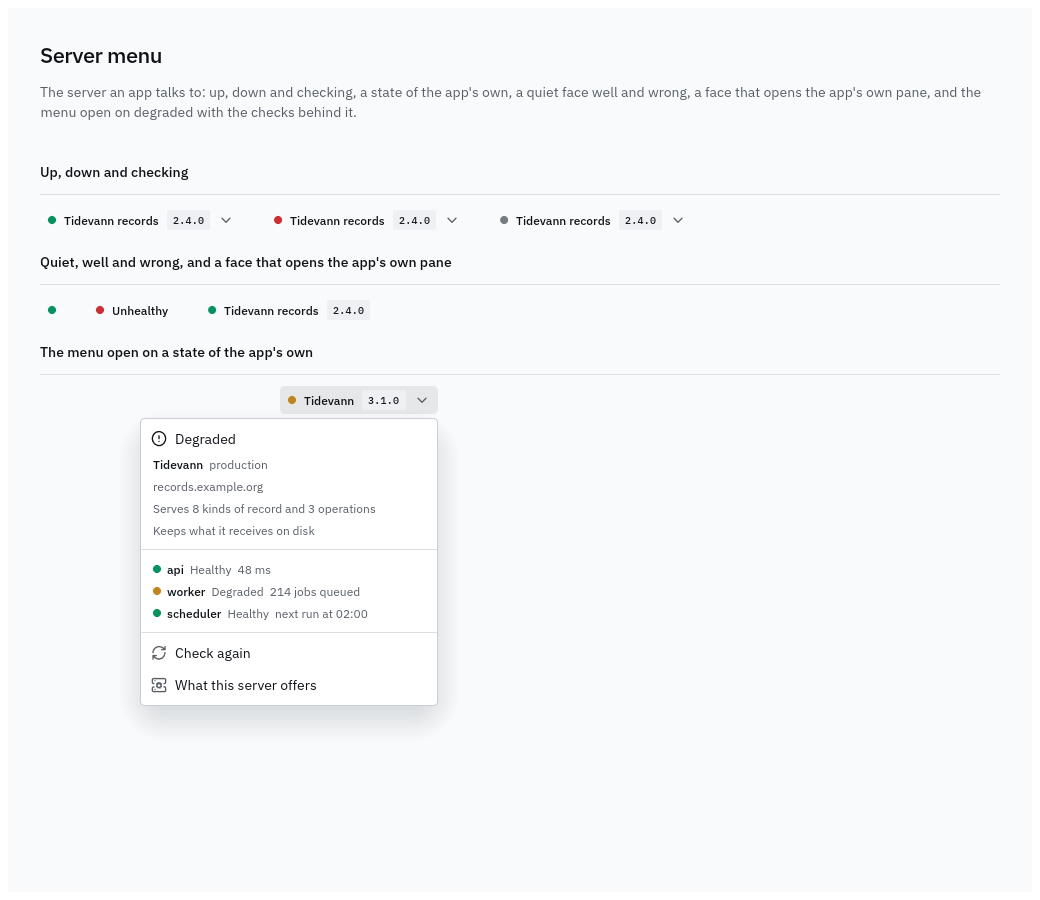 Server menu
The server an app talks to: up, down and checking, a state of the app's own, a quiet face well and wrong, a face that opens the app's own pane, and the
menu open on degraded with the checks behind it.
Up, down and checking
Tidevann records 2.4.0 Tidevann records 2.4.0 Tidevann records 2.4.0
Quiet, well and wrong, and a face that opens the app's own pane
Unhealthy Tidevann records 2.4.0
The menu open on a state of the app's own
Tidevann 3.1.0
Degraded
Tidevann production
records.example.org
Serves 8 kinds of record and 3 operations
Keeps what it receives on disk
api Healthy 48 ms
worker Degraded 214 jobs queued
scheduler Healthy next run at 02:00
Check again
What this server offers